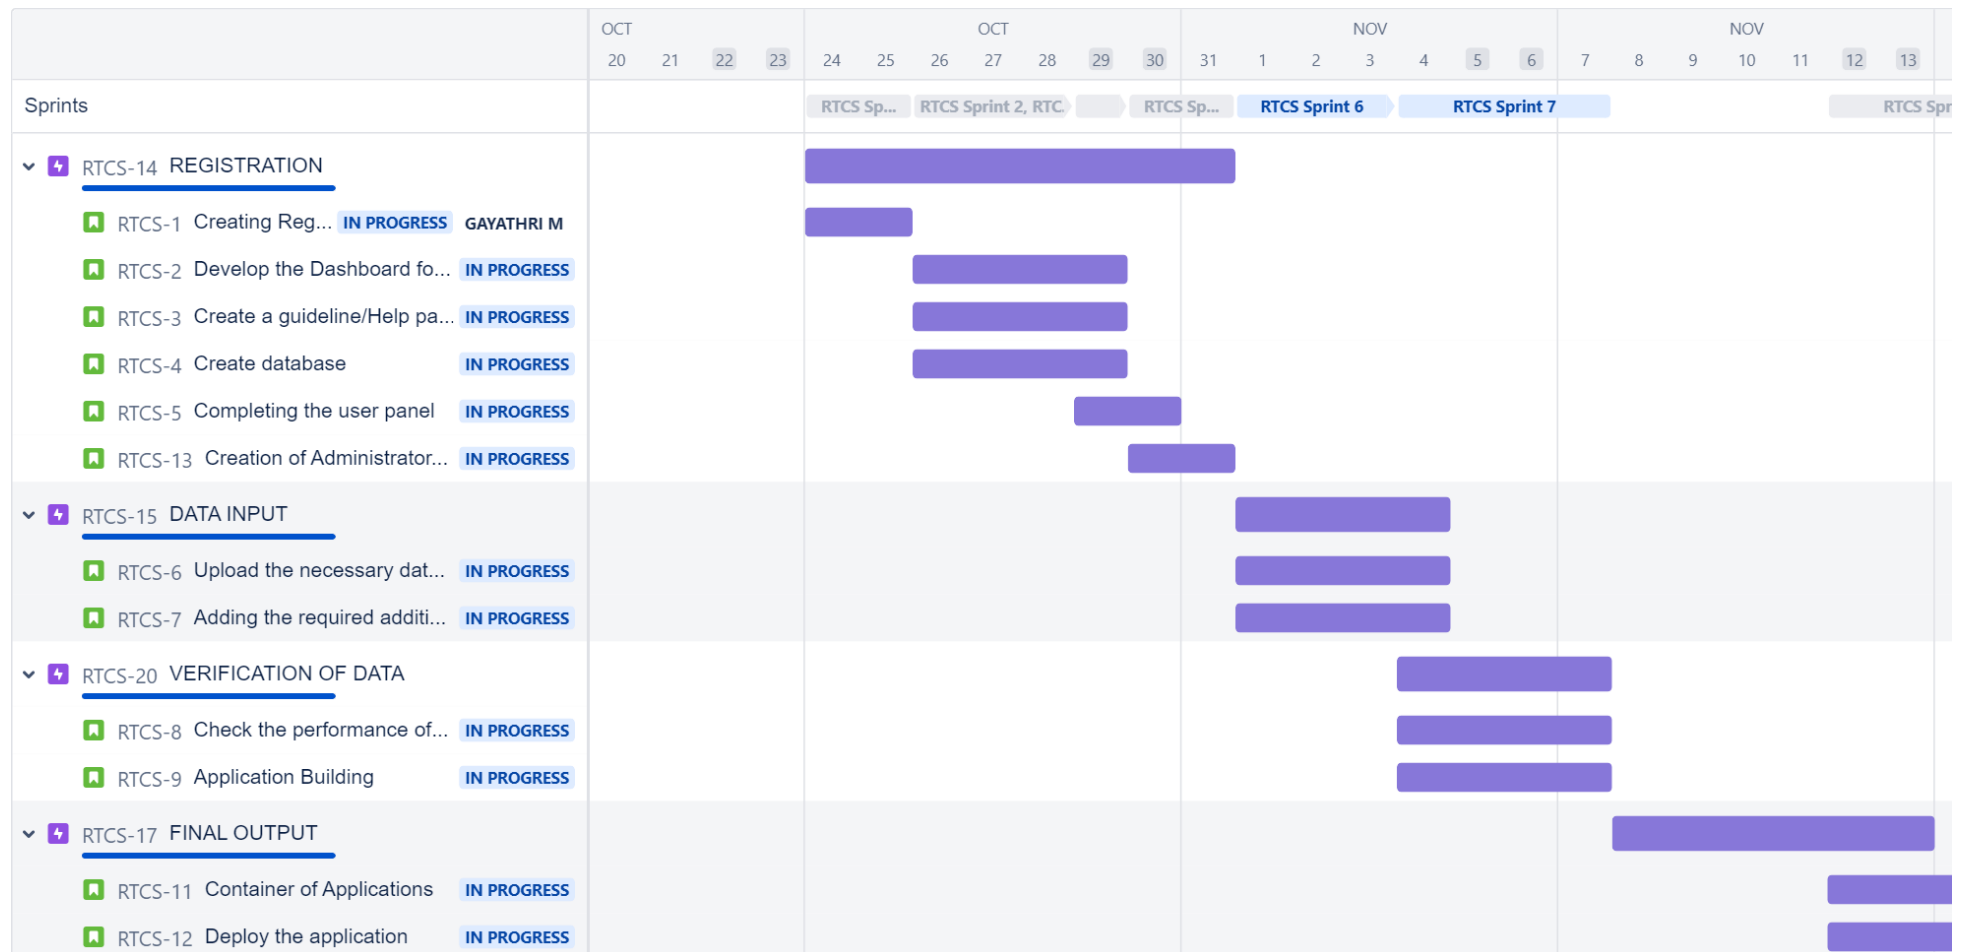 OCT OCT NOV NOV
20 21 22 23 24 25 26 27 28 29 30 31 1 2 3 4 5 6 7 8 9 10 11 12 13
Sprints RTCS Sp... RTCS Sprint 2, RTC RTCS Sp... RTCS Sprint 6 RTCS Sprint 7 RTCS Spr
RTCS-14 REGISTRATION
RTCS-1 Creating Reg... IN PROGRESS GAYATHRI M
RTCS-2 Develop the Dashboard fo... IN PROGRESS
RTCS-3 Create a guideline/Help pa... IN PROGRESS
RTCS-4 Create database IN PROGRESS
RTCS-5 Completing the user panel IN PROGRESS
RTCS-13 Creation of Administrator... IN PROGRESS
RTCS-15 DATA INPUT
RTCS-6 Upload the necessary dat... IN PROGRESS
RTCS-7 Adding the required additi... IN PROGRESS
RTCS-20 VERIFICATION OF DATA
RTCS-8 Check the performance of... IN PROGRESS
RTCS-9 Application Building IN PROGRESS
RTCS-17 FINAL OUTPUT
RTCS-11 Container of Applications IN PROGRESS
RTCS-12 Deploy the application IN PROGRESS